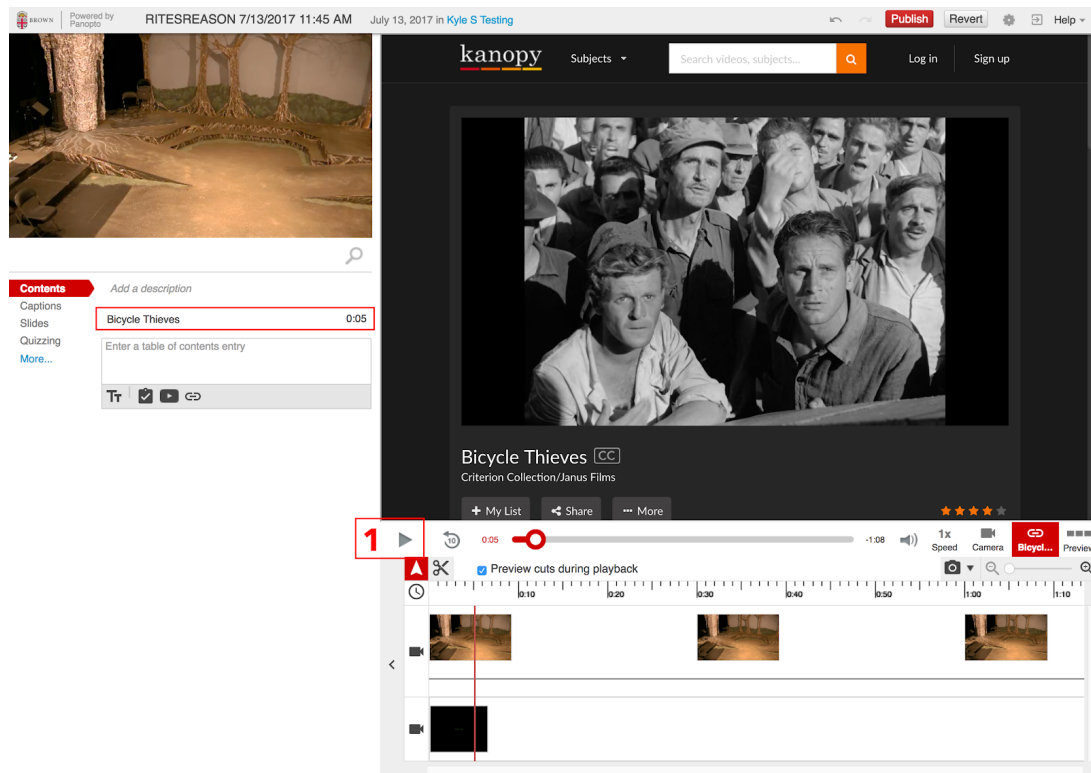 BROWN
Powered by
Panopto
RITESREASON 7/13/2017 11:45 AM
July 13, 2017 in Kyle S Testing
Publish
Revert
Help
kanopy
Subjects
Search videos, subjects...
Log in
Sign up
Contents
Captions
Slides
Quizzing
More...
Add a description
Bicycle Thieves 0:05
Enter a table of contents entry
Bicycle Thieves CC
Criterion Collection/Janus Films
+ My List
Share
More
1
10
0:05
-1:08
1x
Speed
Camera
Bicycl...
Preview
Preview cuts during playback
0:10 0:20 0:30 0:40 0:50 1:00 1:10